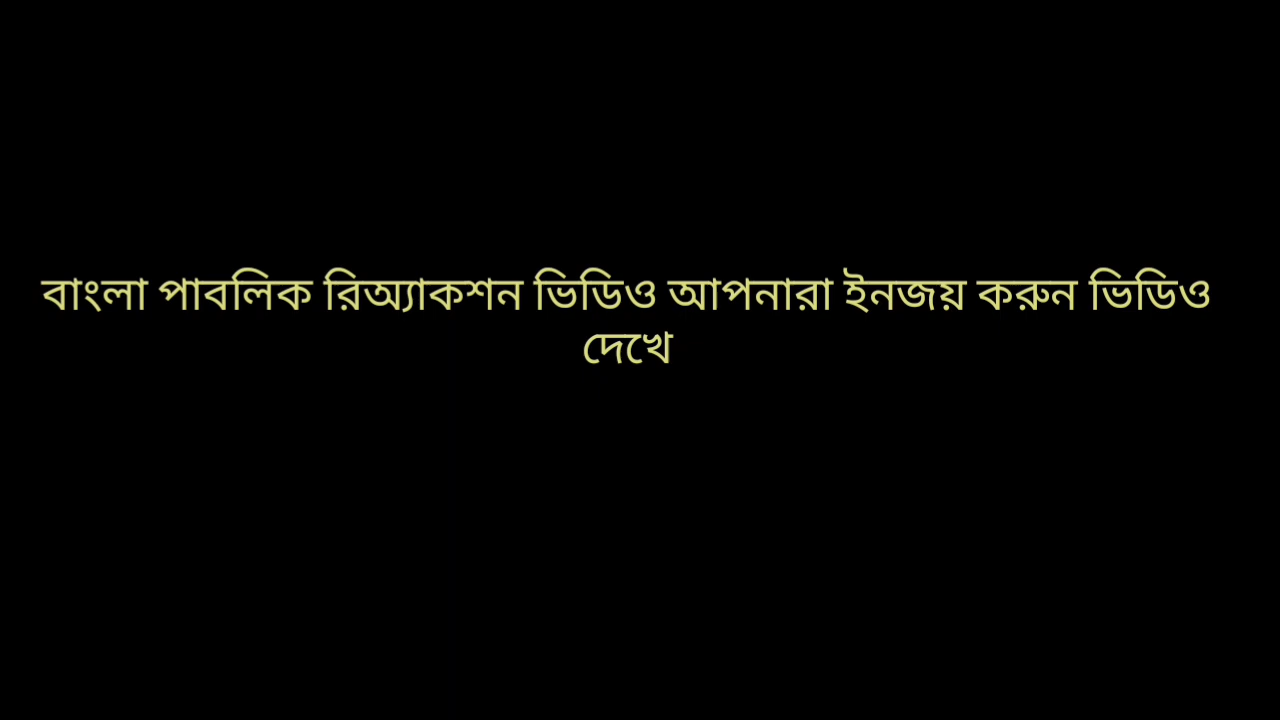 বাংলা পাবলিক রিঅ্যাকশন ভিডিও আপনারা ইনজয় করুন ভিডিও
দেখে